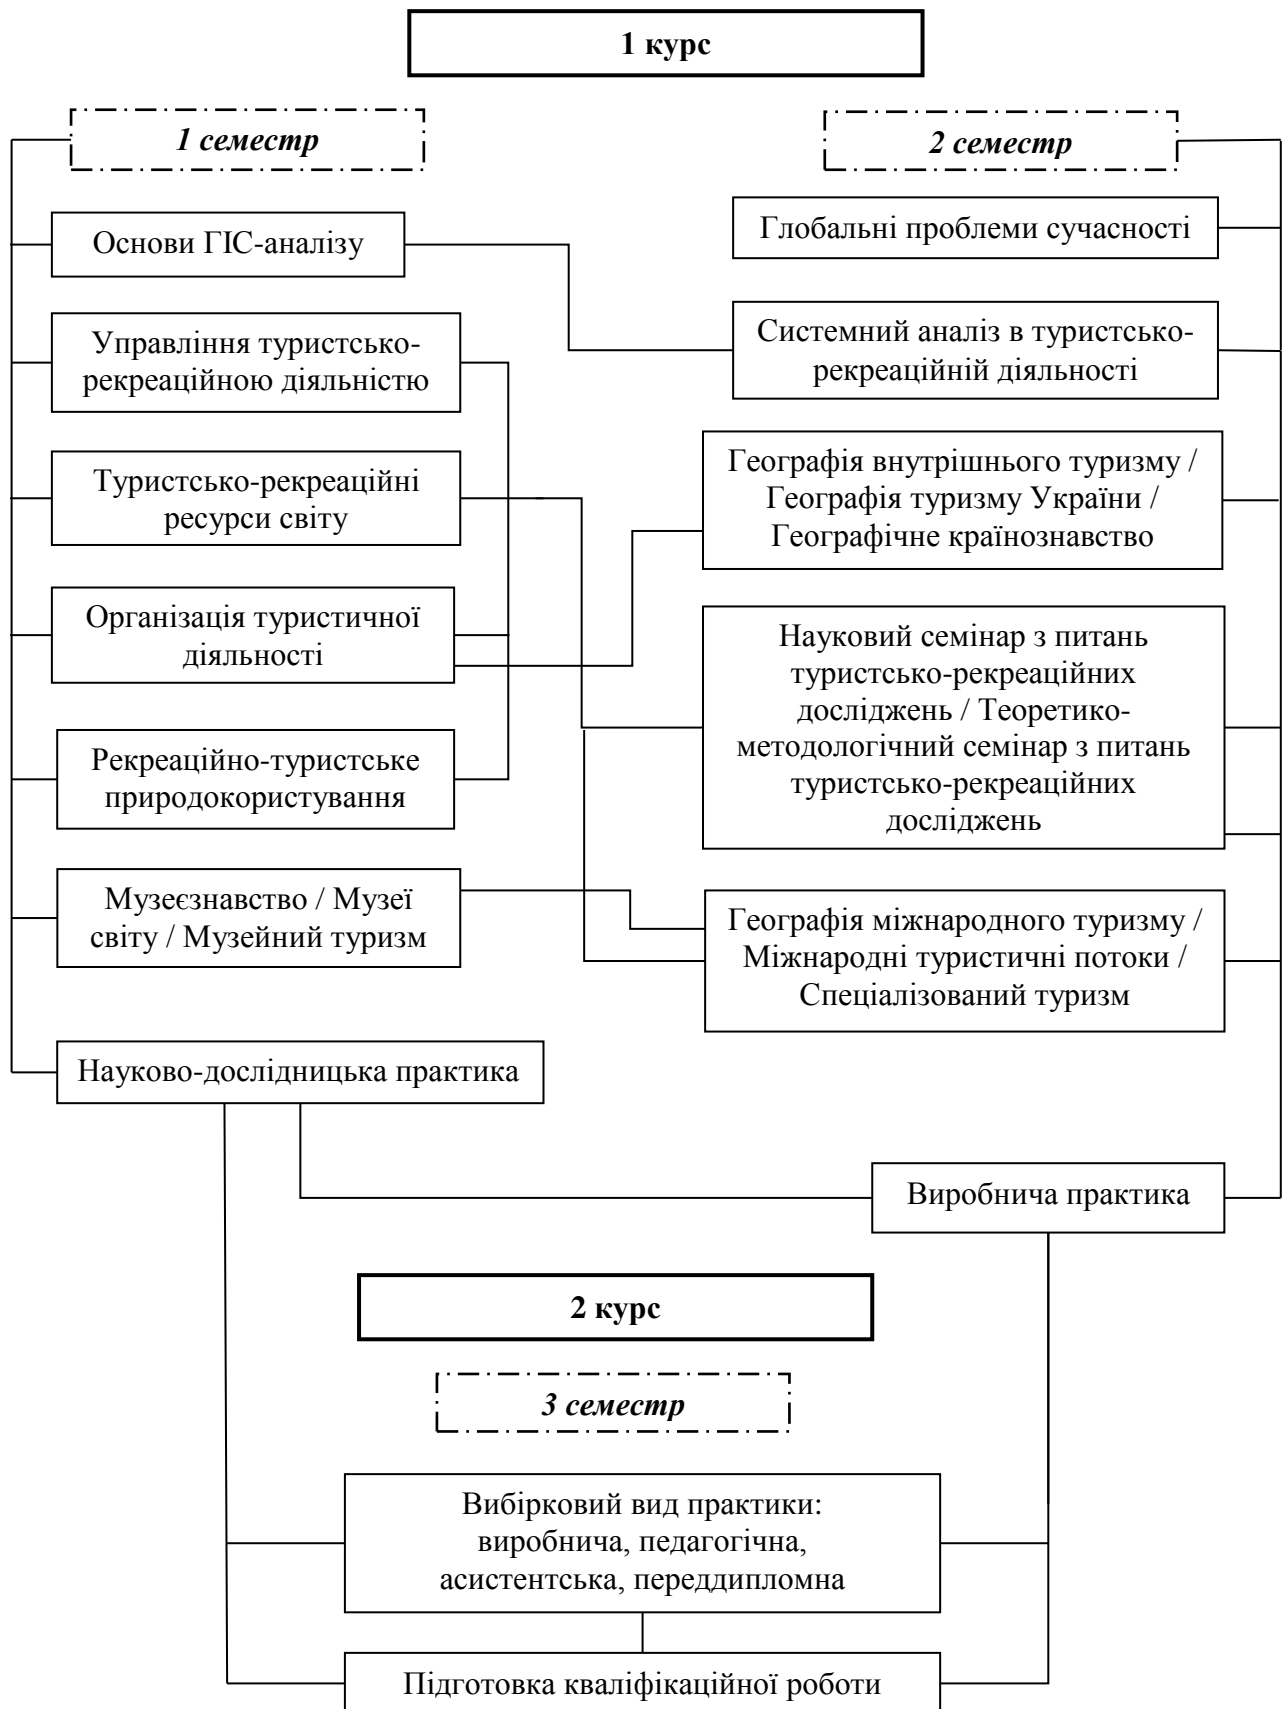 1 курс
1 семестр
2 семестр
Основи ГІС-аналізу
Глобальні проблеми сучасності
Управління туристсько-
рекреаційною діяльністю
Системний аналіз в туристсько-
рекреаційній діяльності
Туристсько-рекреаційні
ресурси світу
Географія внутрішнього туризму /
Географія туризму України /
Географічне країнознавство
Організація туристичної
діяльності
Науковий семінар з питань
туристсько-рекреаційних
досліджень / Теоретико-
методологічний семінар з питань
туристсько-рекреаційних
досліджень
Рекреаційно-туристське
природокористування
Музеєзнавство / Музеї
світу / Музейний туризм
Географія міжнародного туризму /
Міжнародні туристичні потоки /
Спеціалізований туризм
Науково-дослідницька практика
Виробнича практика
2 курс
3 семестр
Вибірковий вид практики:
виробнича, педагогічна,
асистентська, переддипломна
Підготовка кваліфікаційної роботи